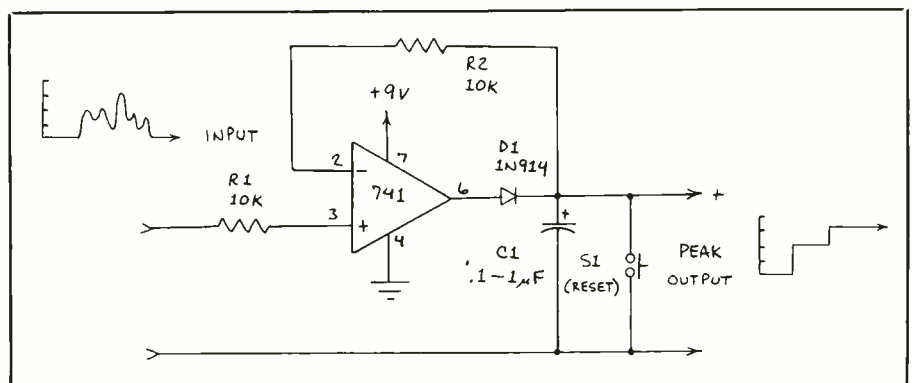 R2
10K
+9V
INPUT
D1
1N914
7
2
-
R1
10K
741
6
+
3
+
4
+
C1
.1-1µF
S1
(RESET)
PEAK
OUTPUT